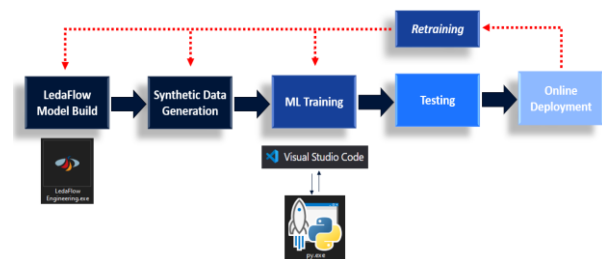 Retraining
LedaFlow
Model Build
Synthetic Data
Generation
ML Training
Testing
Online
Deployment
LedaFlow
Engineering.exe
Visual Studio Code
py.exe